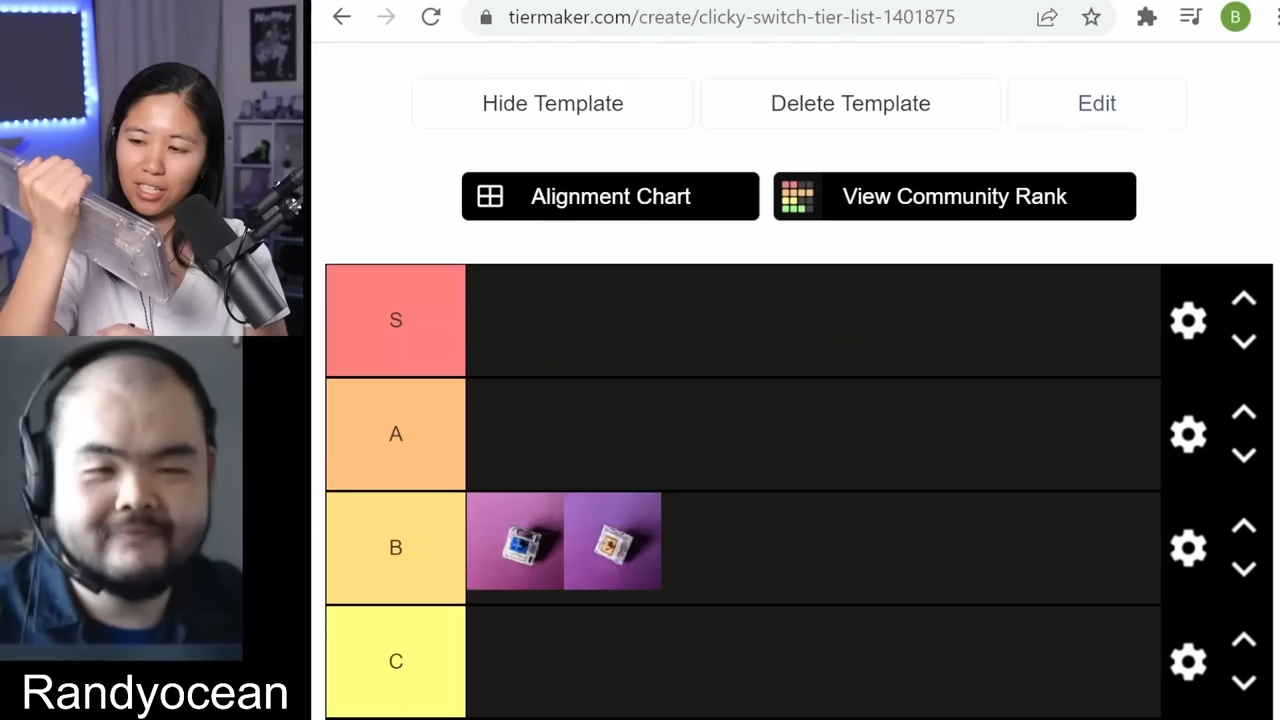 NuPhy
tiermaker.com/create/clicky-switch-tier-list-1401875
B
Hide Template
Delete Template
Edit
Alignment Chart
View Community Rank
S
A
B
C
Randyocean